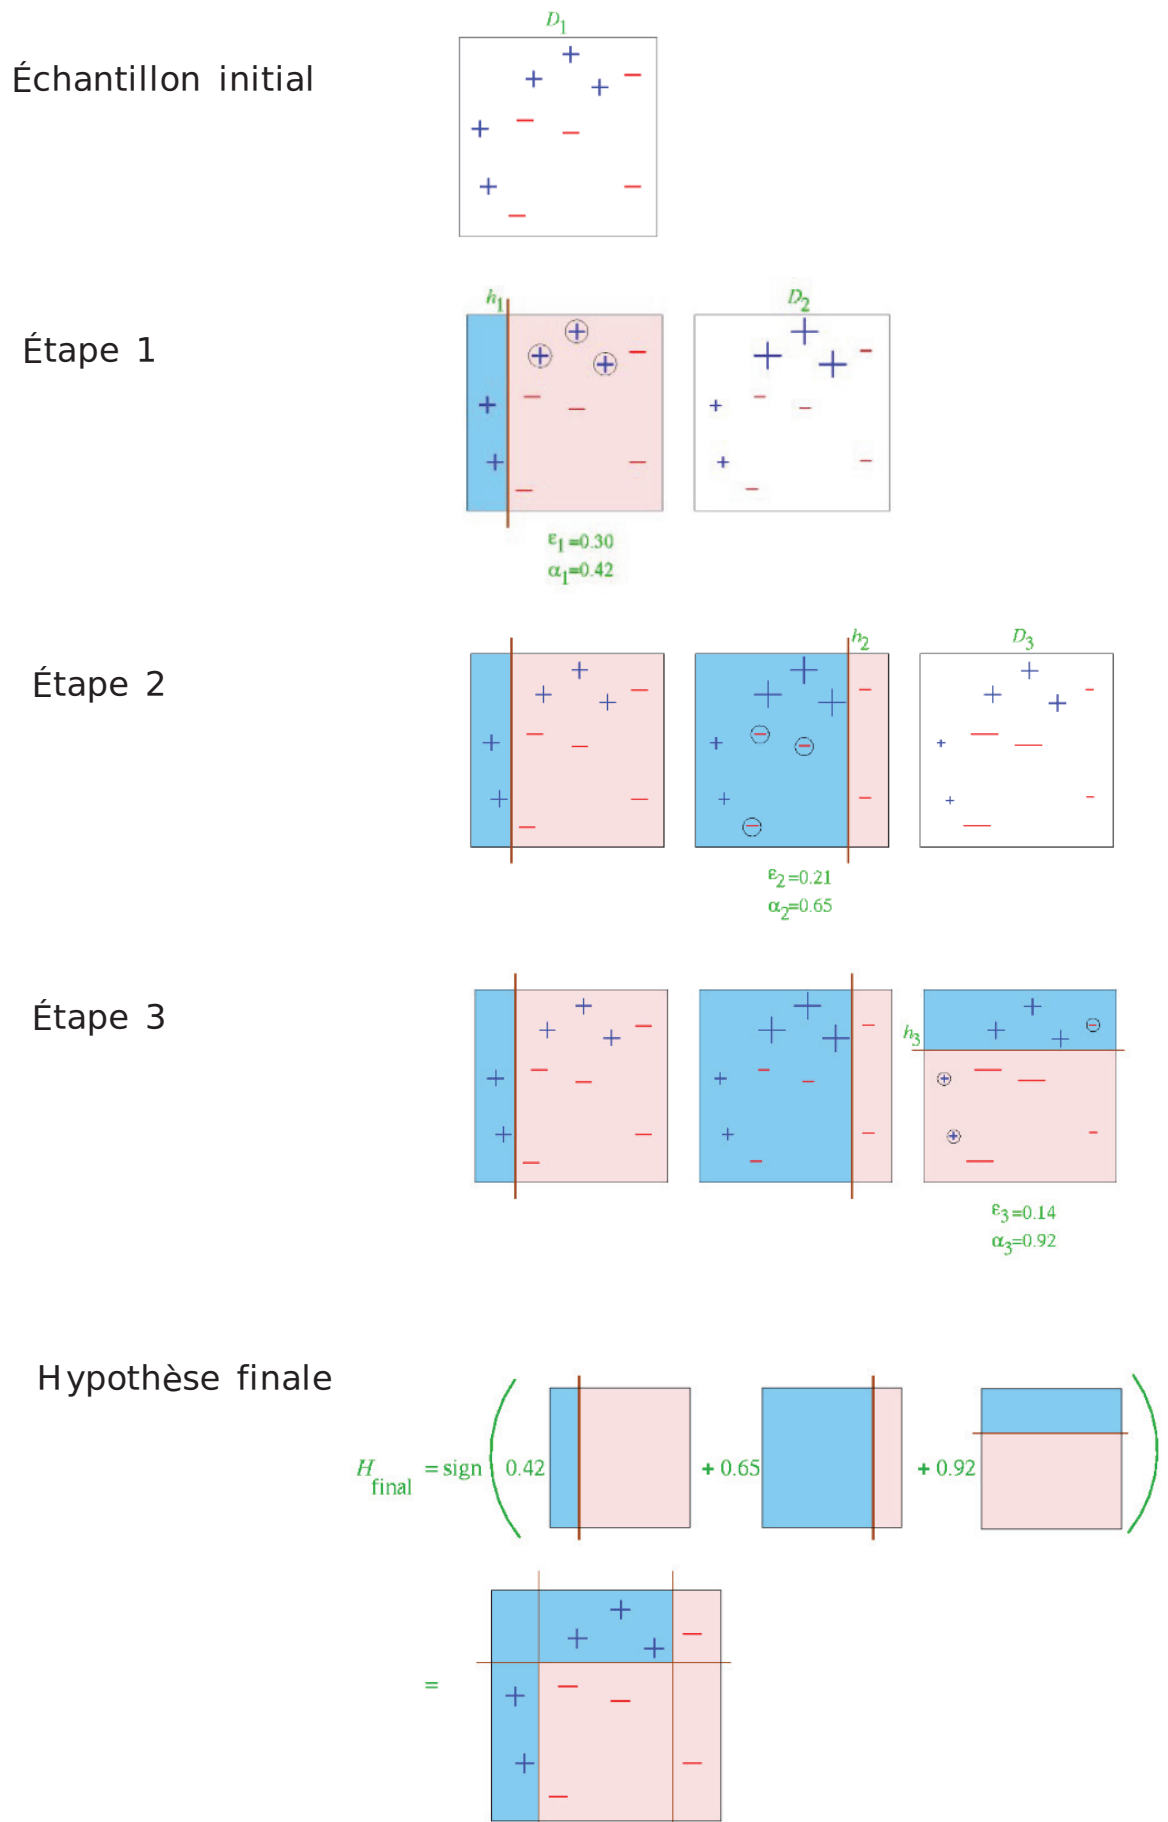 D1
Échantillon initial
h1
D2
Étape 1
ε1=0.30
α1=0.42
Étape 2
h2
D3
ε2=0.21
α2=0.65
Étape 3
h3
ε3=0.14
α3=0.92
Hypothèse finale
Hfinal = sign ( 0.42 + 0.65 + 0.92 )
=